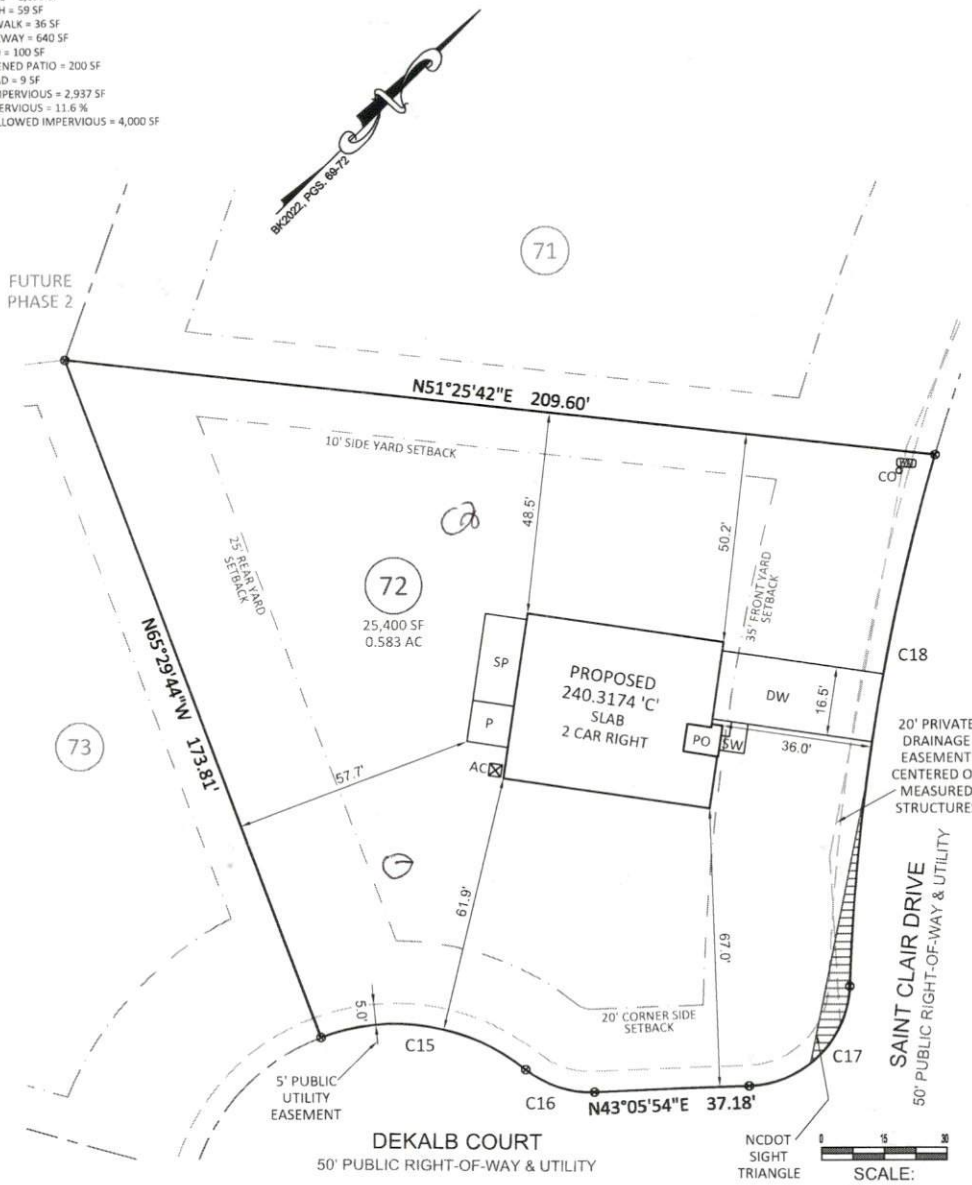 H = 59 SF
WALK = 36 SF
WAY = 640 SF
= 100 SF
ENED PATIO = 200 SF
D = 9 SF
MPERVIOUS = 2,937 SF
ERVIOUS = 11.6 %
LLOWED IMPERVIOUS = 4,000 SF
BK2022, PGS. 69-72
71
FUTURE
PHASE 2
N51°25'42"E 209.60'
10' SIDE YARD SETBACK
CO
48.5'
50.2'
25' REAR YARD
SETBACK
35' FRONT YARD
SETBACK
72
25,400 SF
0.583 AC
N65°29'44"W 173.81'
C18
SP
PROPOSED
240.3174 'C'
SLAB
2 CAR RIGHT
DW
16.5'
P
PO
SW
36.0'
73
AC
57.7'
20' PRIVATE
DRAINAGE
EASEMENT
CENTERED O
MEASURED
STRUCTURE
61.9'
67.0'
SAINT CLAIR DRIVE
50' PUBLIC RIGHT-OF-WAY & UTILITY
5.0'
20' CORNER SIDE
SETBACK
C15
C17
5' PUBLIC
UTILITY
EASEMENT
C16
N43°05'54"E 37.18'
DEKALB COURT
50' PUBLIC RIGHT-OF-WAY & UTILITY
NCDOT
SIGHT
TRIANGLE
0 15 30
SCALE: